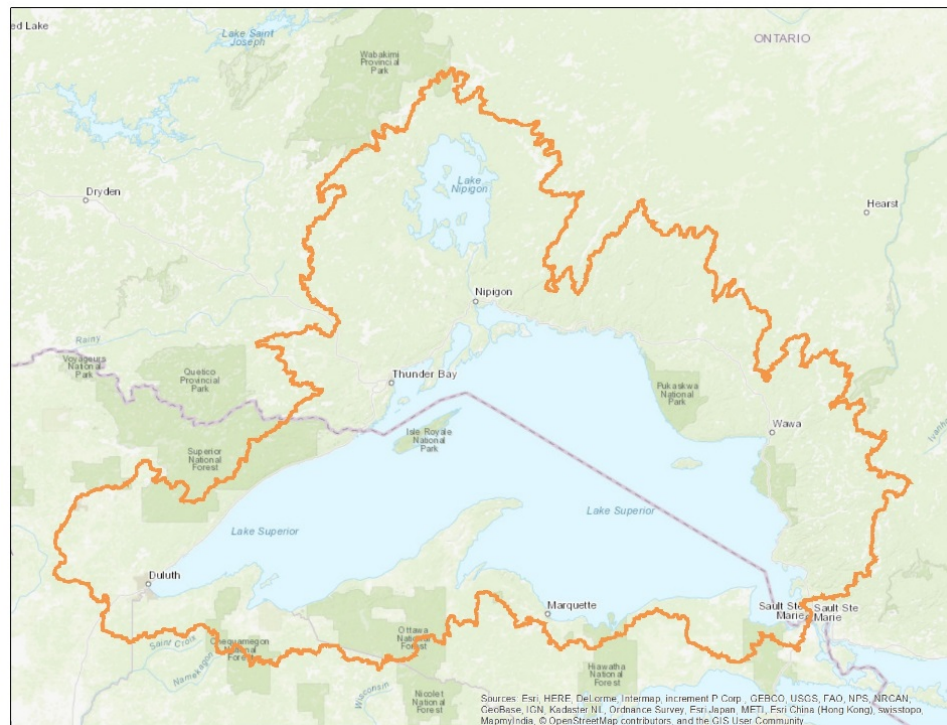 ed Lake
Lake Saint
Joseph
Wabakimi
Provincial
Park
ONTARIO
Dryden
Lake
Nipigon
Hearst
Nipigon
Rainy
Voyageurs
National
Park
Quetico
Provincial
Park
Thunder Bay
Pukaskwa
National
Park
Isle Royale
National
Park
Wawa
Superior
National
Forest
Lake Superior
Lake Superior
Duluth
Marquette
Sault Ste
Marie
Sault Ste
Marie
Saint Croix
Namekagon
Chequamegon
National
Forest
Ottawa
National
Forest
Hiawatha
National
Forest
Wisconsin
Nicolet
National
Sources: Esri, HERE, DeLorme, Intermap, increment P Corp., GEBCO, USGS, FAO, NPS, NRCAN,
GeoBase, IGN, Kadaster NL, Ordnance Survey, Esri Japan, METI, Esri China (Hong Kong), swisstopo,
MapmyIndia, © OpenStreetMap contributors, and the GIS User Community